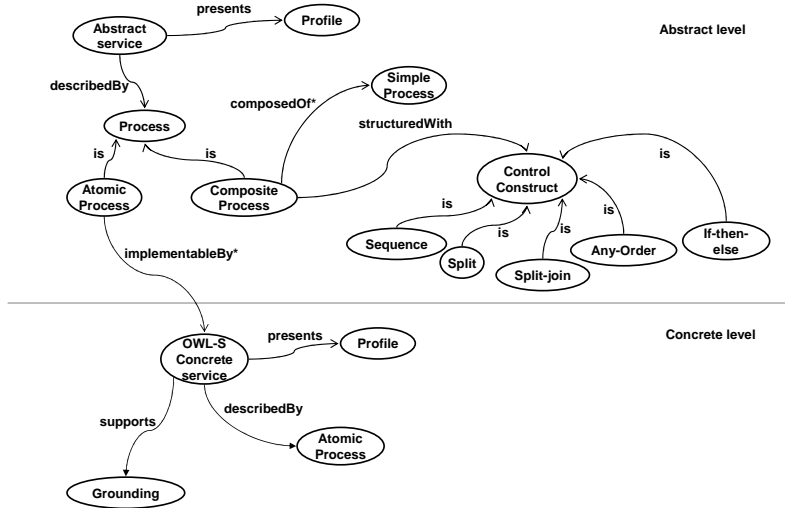 presents
Abstract
service
Profile
Abstract level
describedBy
Simple
Process
composedOf*
structuredWith
Process
is
is
is
Control
Construct
Atomic
Process
Composite
Process
is
is
is
is
Sequence
Split
Split-join
Any-Order
If-then-
else
implementableBy*
OWL-S
Concrete
service
presents
Profile
Concrete level
describedBy
supports
Atomic
Process
Grounding